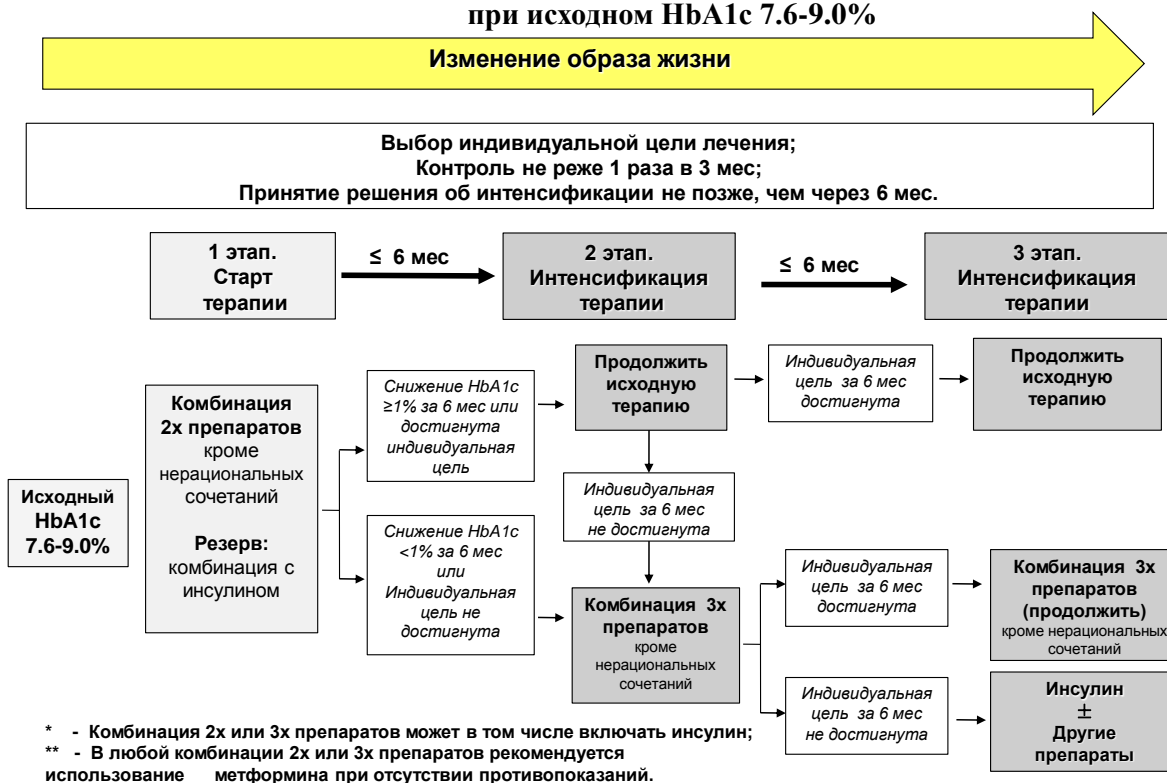 при исходном HbA1c 7.6-9.0%
Изменение образа жизни
Выбор индивидуальной цели лечения;
Контроль не реже 1 раза в 3 мес;
Принятие решения об интенсификации не позже, чем через 6 мес.
1 этап.
Старт
терапии
≤ 6 мес
2 этап.
Интенсификация
терапии
≤ 6 мес
3 этап.
Интенсификация
терапии
Исходный
HbA1c
7.6-9.0%
Комбинация
2х препаратов
кроме
нерациональных
сочетаний
Резерв:
комбинация с
инсулином
Снижение HbA1c
≥1% за 6 мес или
достигнута
индивидуальная
цель
Продолжить
исходную
терапию
Индивидуальная
цель за 6 мес
достигнута
Продолжить
исходную
терапию
Индивидуальная
цель за 6 мес
не достигнута
Снижение HbA1c
<1% за 6 мес
или
Индивидуальная
цель не
достигнута
Комбинация 3х
препаратов
кроме
нерациональных
сочетаний
Индивидуальная
цель за 6 мес
достигнута
Комбинация 3х
препаратов
(продолжить)
кроме нерациональных
сочетаний
Индивидуальная
цель за 6 мес
не достигнута
Инсулин
±
Другие
препараты
* - Комбинация 2х или 3х препаратов может в том числе включать инсулин;
** - В любой комбинации 2х или 3х препаратов рекомендуется
использование метформина при отсутствии противопоказаний.